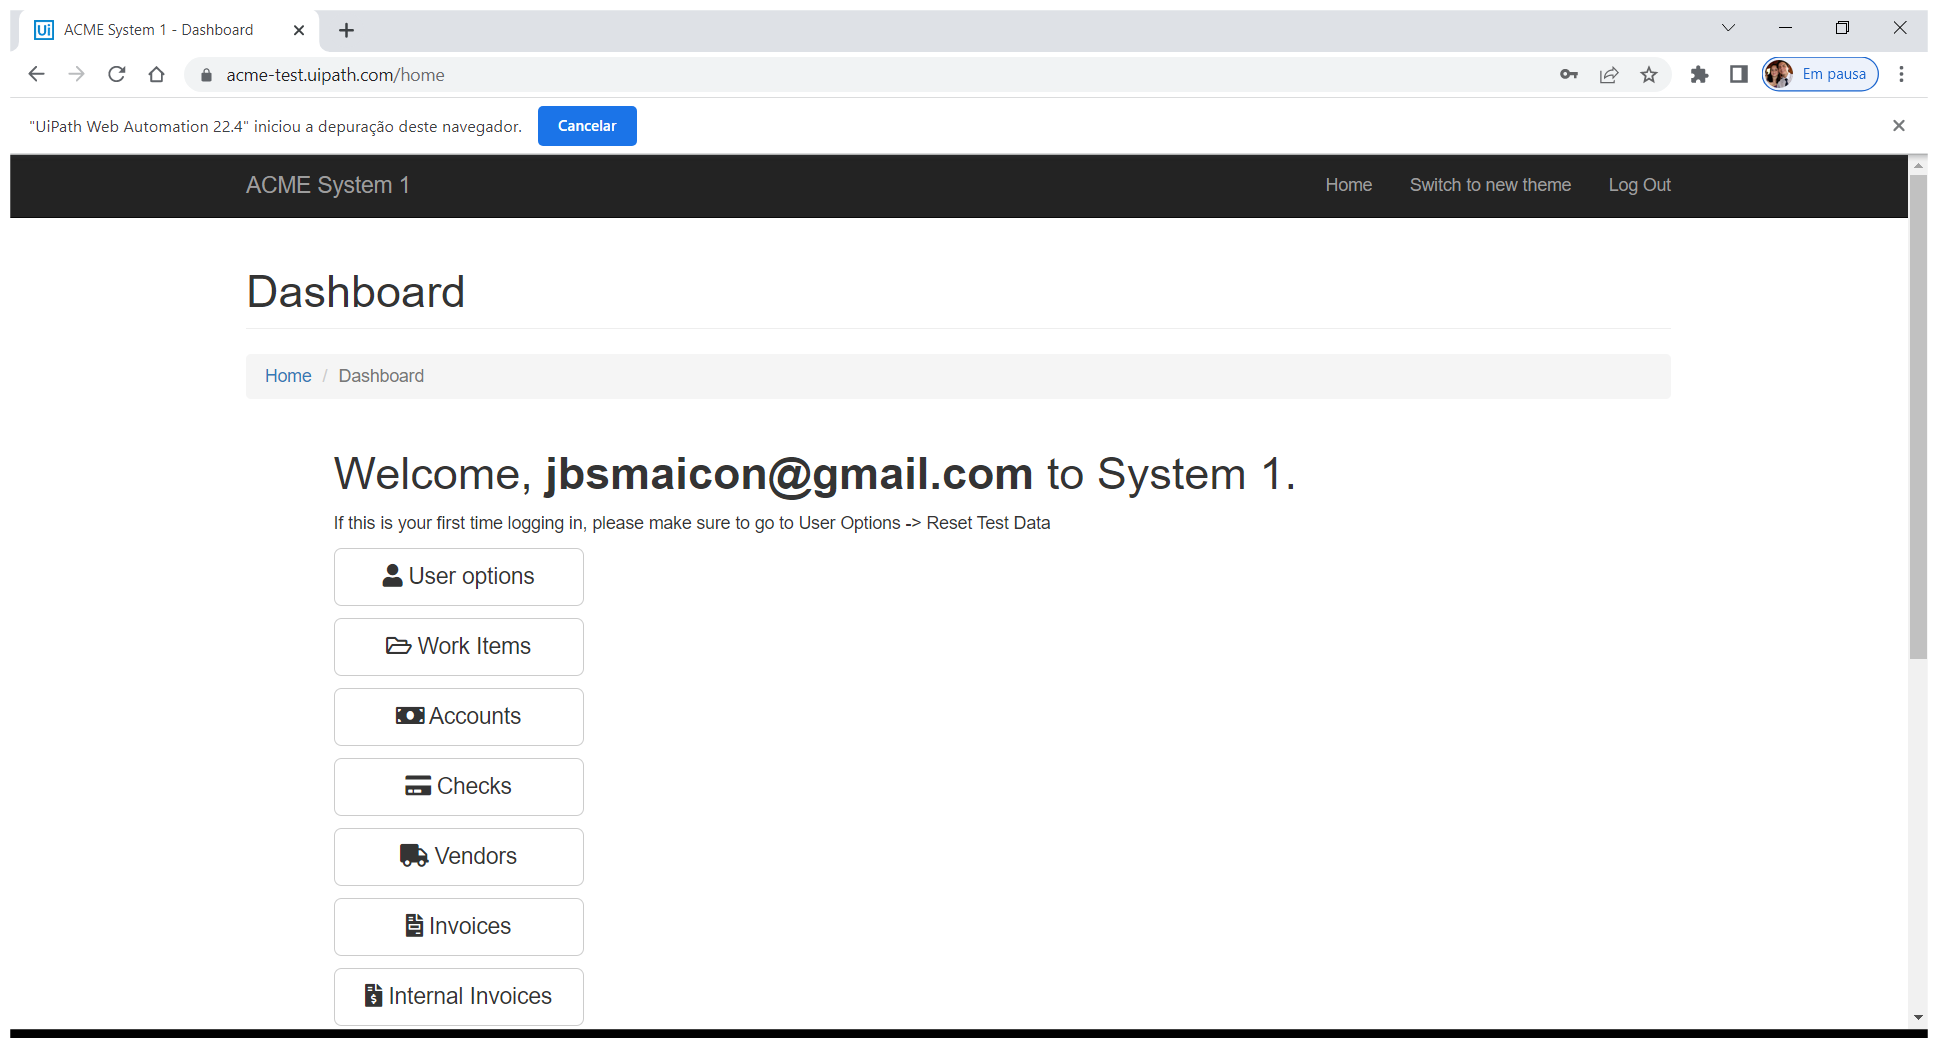 Ui ACME System 1 - Dashboard
acme-test.uipath.com/home
Em pausa
"UiPath Web Automation 22.4" iniciou a depuração deste navegador.
Cancelar
ACME System 1
Home
Switch to new theme
Log Out
Dashboard
Home / Dashboard
Welcome, jbsmaicon@gmail.com to System 1.
If this is your first time logging in, please make sure to go to User Options -> Reset Test Data
User options
Work Items
Accounts
Checks
Vendors
Invoices
Internal Invoices